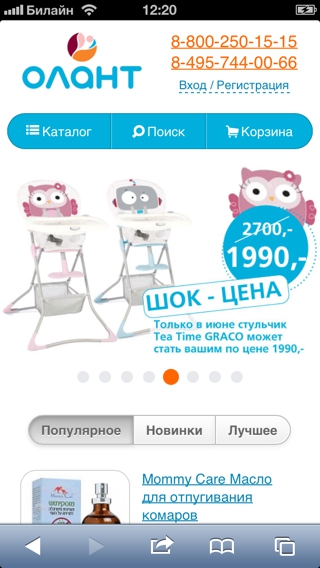 Билайн 12:20
ОЛАНТ
8-800-250-15-15
8-495-744-00-66
Вход / Регистрация
Каталог
Поиск
Корзина
2700,-
1990,-
ШОК - ЦЕНА
Только в июне стульчик
Tea Time GRACO может
стать вашим по цене 1990,-
Популярное
Новинки
Лучшее
Mommy Care
Mommy Care Масло
для отпугивания
комаров